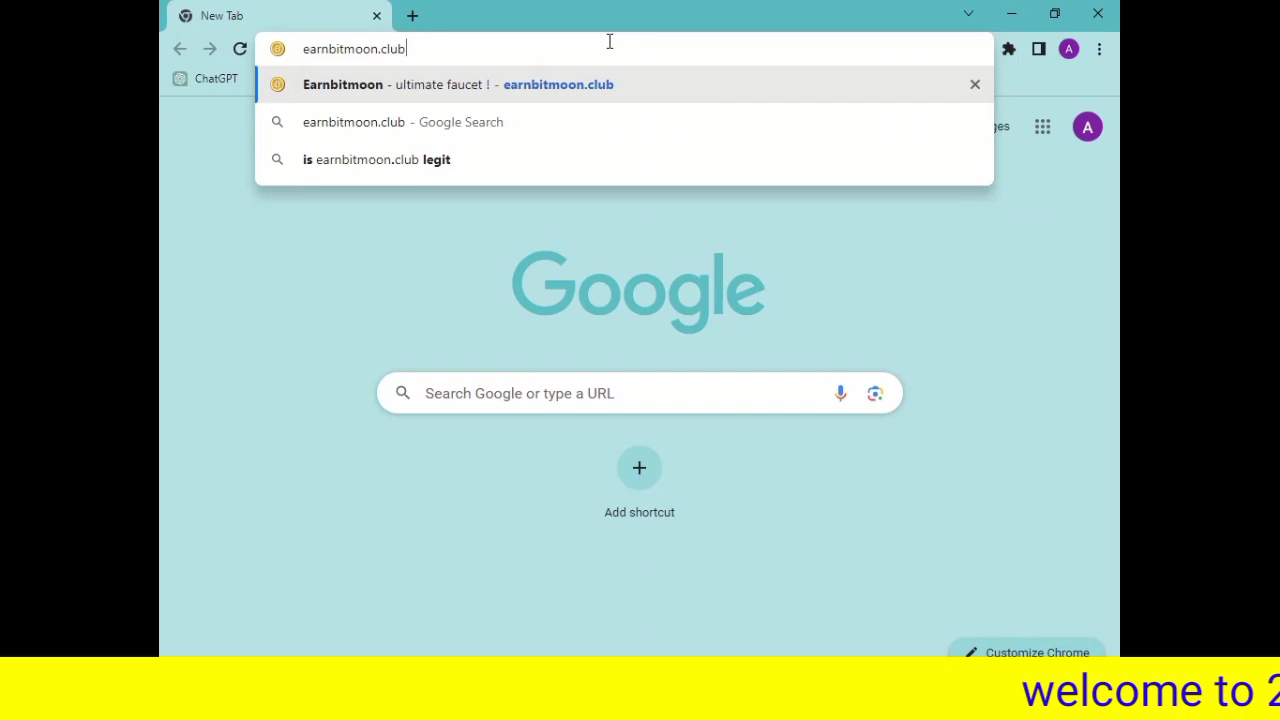 New Tab
earnbitmoon.club
ChatGPT
Earnbitmoon - ultimate faucet ! - earnbitmoon.club
earnbitmoon.club - Google Search
is earnbitmoon.club legit
A
A
Google
Search Google or type a URL
Add shortcut
Customize Chrome
welcome to